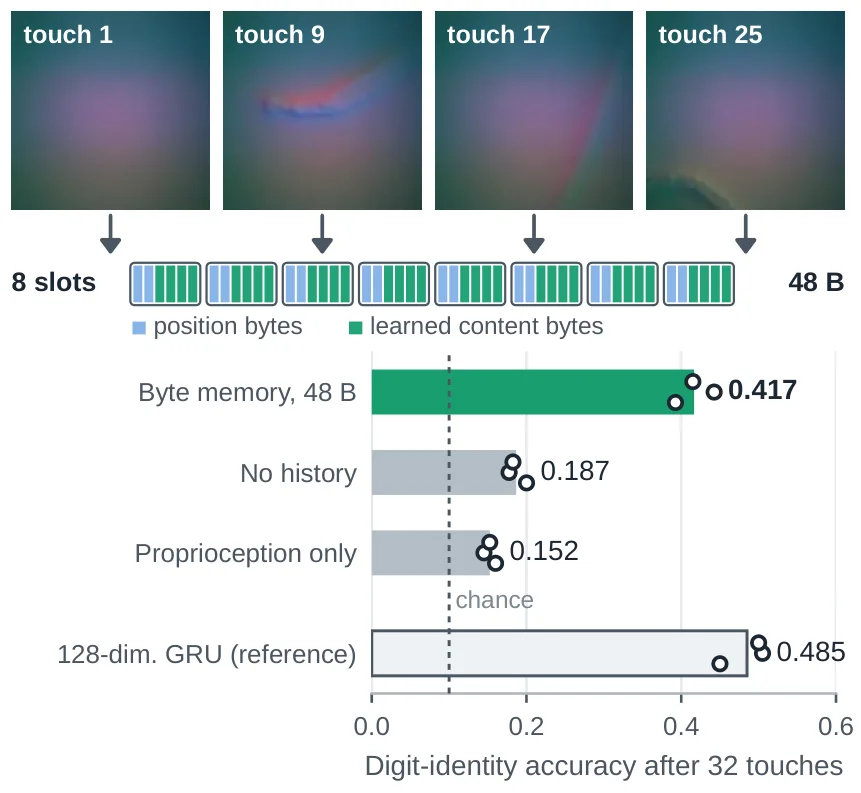 touch 1
touch 9
touch 17
touch 25
8 slots
48 B
position bytes
learned content bytes
Byte memory, 48 B
0.417
No history
0.187
Proprioception only
0.152
chance
128-dim. GRU (reference)
0.485
0.0
0.2
0.4
0.6
Digit-identity accuracy after 32 touches